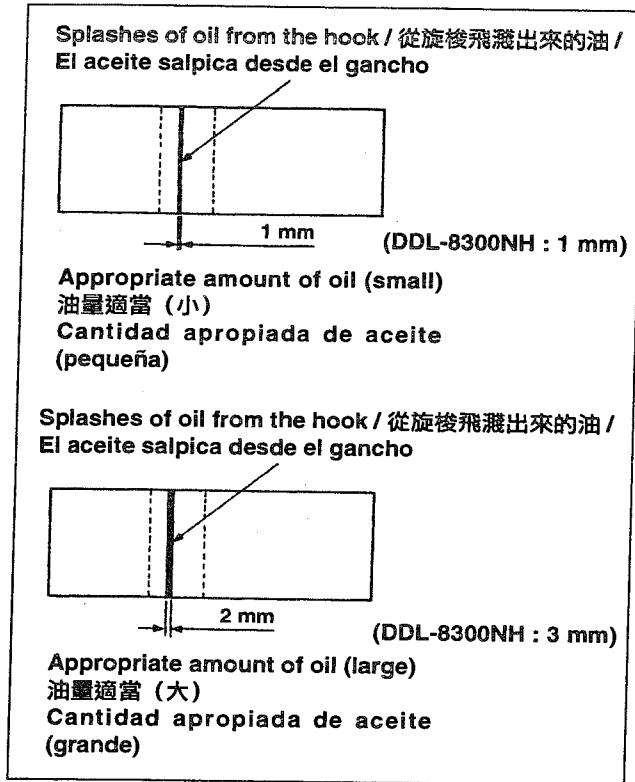 Splashes of oil from the hook / 從旋梭飛濺出來的油 /
El aceite salpica desde el gancho
1 mm
(DDL-8300NH : 1 mm)
Appropriate amount of oil (small)
油量適當（小）
Cantidad apropiada de aceite
(pequeña)
Splashes of oil from the hook / 從旋梭飛濺出來的油 /
El aceite salpica desde el gancho
2 mm
(DDL-8300NH : 3 mm)
Appropriate amount of oil (large)
油量適當（大）
Cantidad apropiada de aceite
(grande)